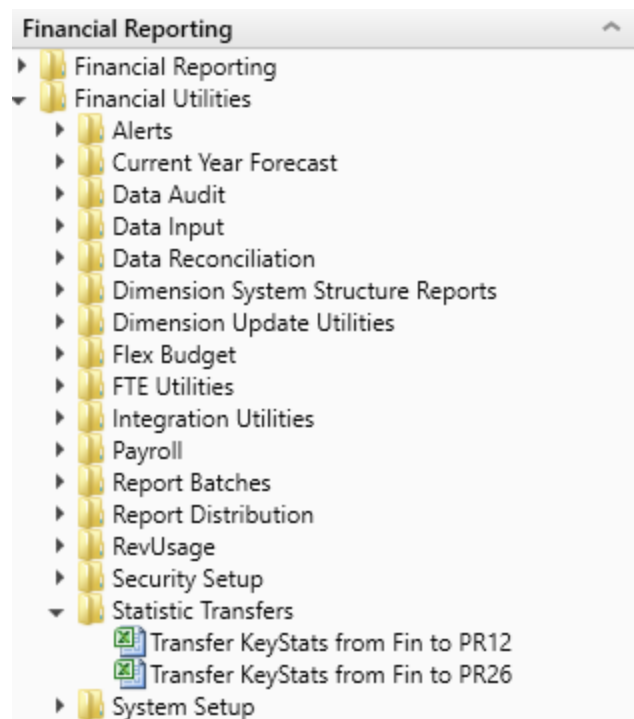 Financial Reporting
Financial Reporting
Financial Utilities
Alerts
Current Year Forecast
Data Audit
Data Input
Data Reconciliation
Dimension System Structure Reports
Dimension Update Utilities
Flex Budget
FTE Utilities
Integration Utilities
Payroll
Report Batches
Report Distribution
RevUsage
Security Setup
Statistic Transfers
Transfer KeyStats from Fin to PR12
Transfer KeyStats from Fin to PR26
System Setup